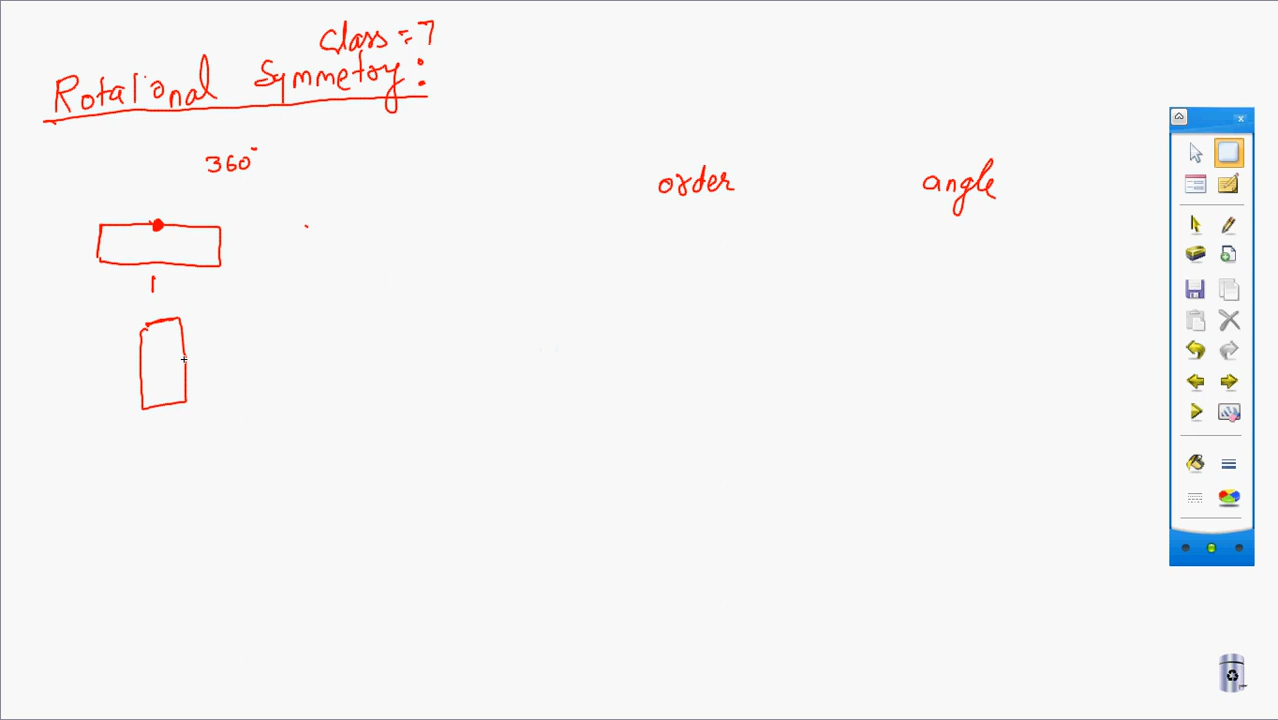 Class = 7
Rotational Symmetry:
360°
order angle
1